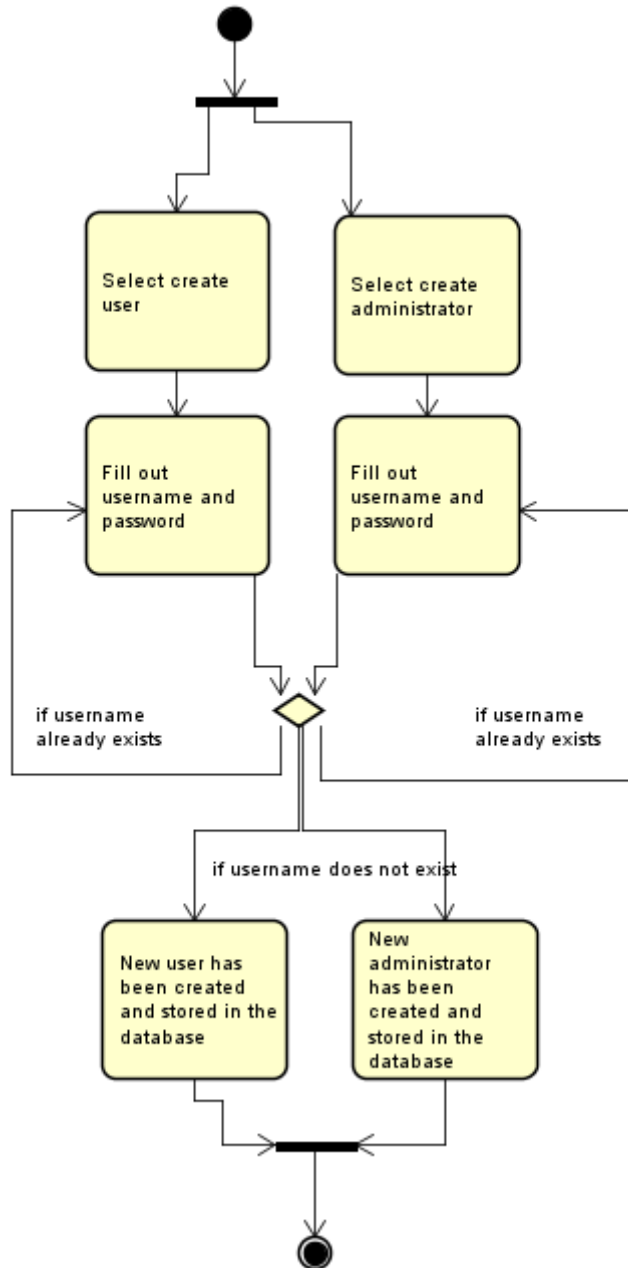 Select create
user
Select create
administrator
Fill out
username and
password
Fill out
username and
password
if username
already exists
if username
already exists
if username does not exist
New user has
been created
and stored in the
database
New
administrator
has been
created and
stored in the
database